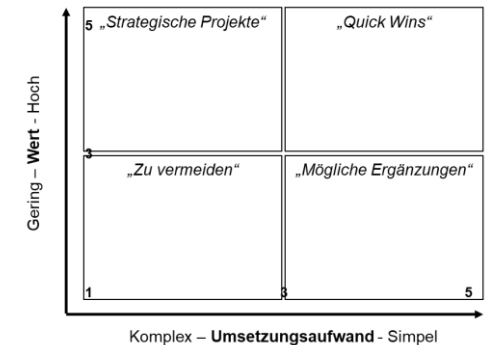 5 „Strategische Projekte“
„Quick Wins“
Gering – Wert - Hoch
3
„Zu vermeiden“
„Mögliche Ergänzungen“
1
3
5
Komplex – Umsetzungsaufwand - Simpel